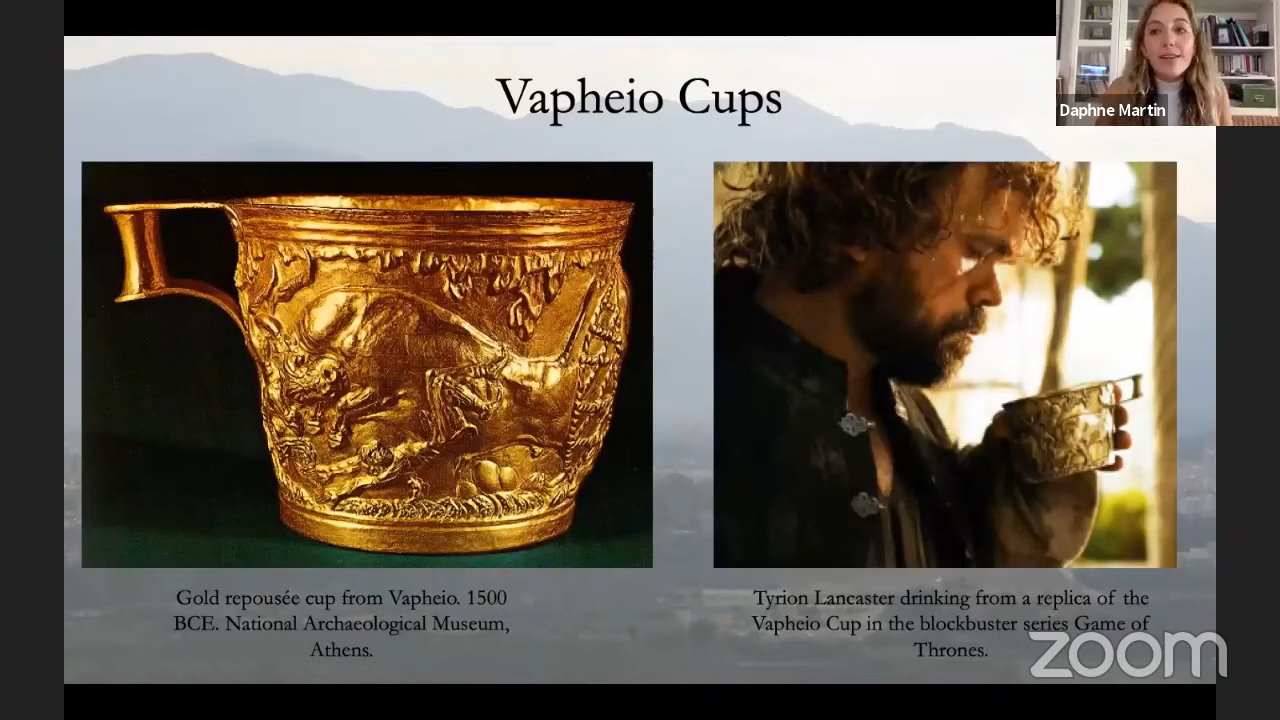 Vapheio Cups
Daphne Martin
Gold repousée cup from Vapheio. 1500
BCE. National Archaeological Museum,
Athens.
Tyrion Lancaster drinking from a replica of the
Vapheio Cup in the blockbuster series Game of
Thrones.
zoom